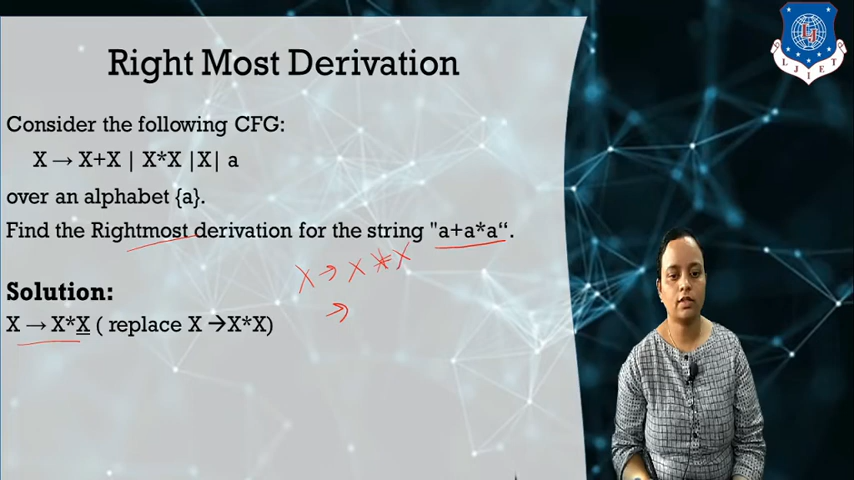 Right Most Derivation
LJIET
Consider the following CFG:
X → X+X | X*X |X| a
over an alphabet {a}.
Find the Rightmost derivation for the string "a+a*a“.
X → X * X
→
Solution:
X → X*X ( replace X →X*X)